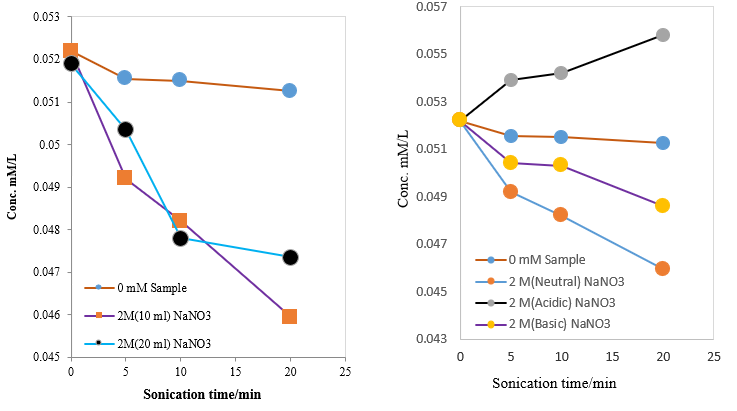 0.053
0.052
0.051
0.05
0.049
0.048
0.047
0.046
0.045
Conc. mM/L
0 mM Sample
2M(10 ml) NaNO3
2M(20 ml) NaNO3
0 5 10 15 20 25
Sonication time/min
0.057
0.055
0.053
0.051
0.049
0.047
0.045
0.043
Conc. mM/L
0 mM Sample
2 M(Neutral) NaNO3
2 M(Acidic) NaNO3
2 M(Basic) NaNO3
0 5 10 15 20 25
Sonication time/min